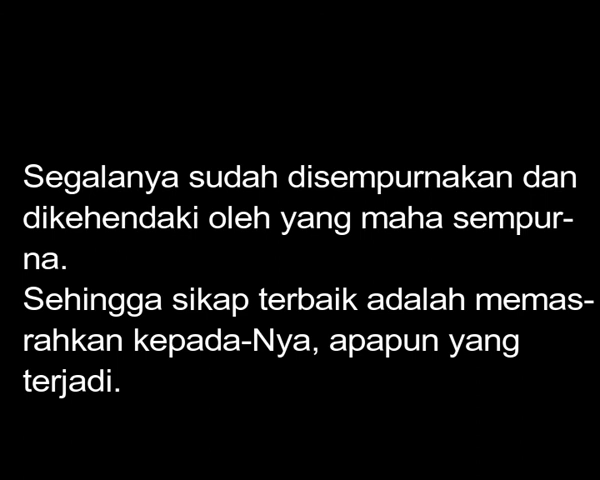 Segalanya sudah disempurnakan dan
dikehendaki oleh yang maha sempur-
na.
Sehingga sikap terbaik adalah memas-
rahkan kepada-Nya, apapun yang
terjadi.